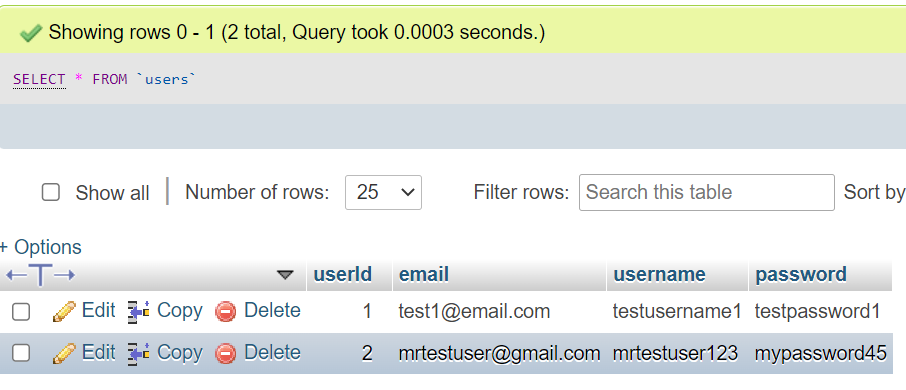 Showing rows 0 - 1 (2 total, Query took 0.0003 seconds.)
SELECT * FROM `users`
Show all | Number of rows: 25 Filter rows: Search this table Sort by
+ Options
←T→ userId email username password
Edit Copy Delete 1 test1@email.com testusername1 testpassword1
Edit Copy Delete 2 mrtestuser@gmail.com mrtestuser123 mypassword45